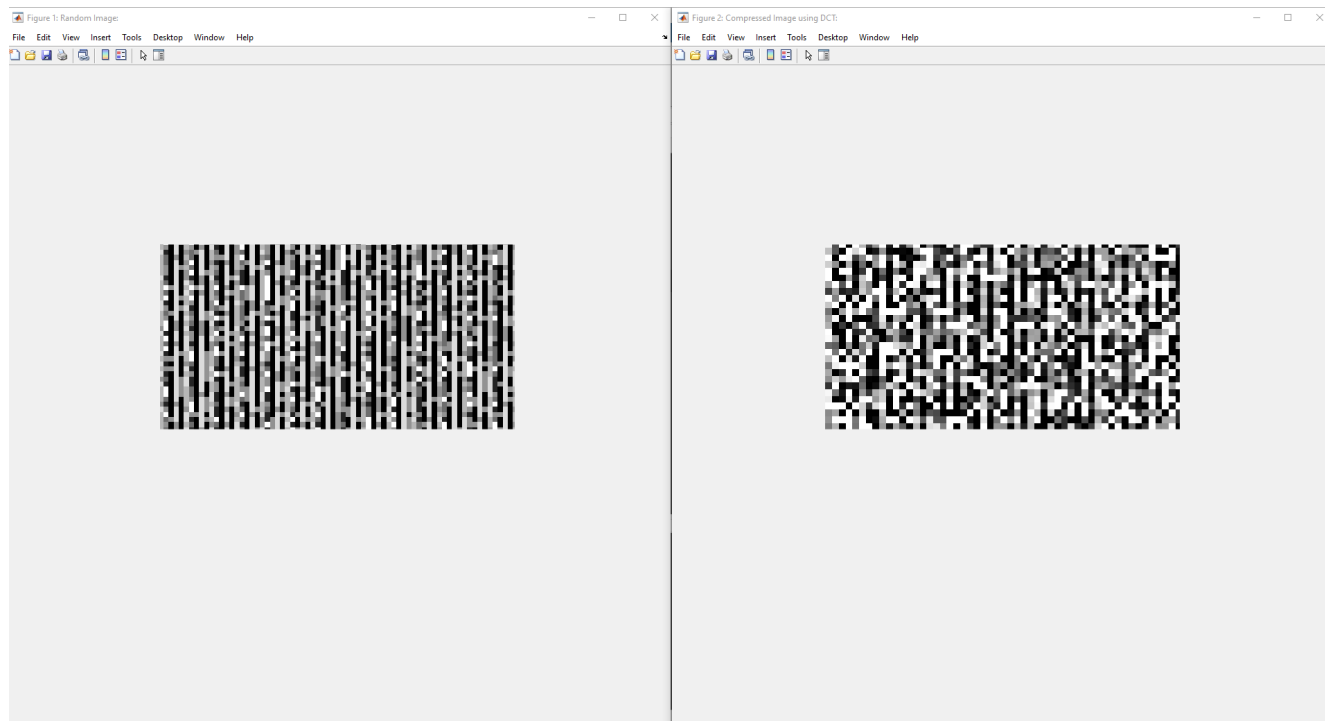 Figure 1: Random Image:
File Edit View Insert Tools Desktop Window Help
Figure 2: Compressed Image using DCT:
File Edit View Insert Tools Desktop Window Help